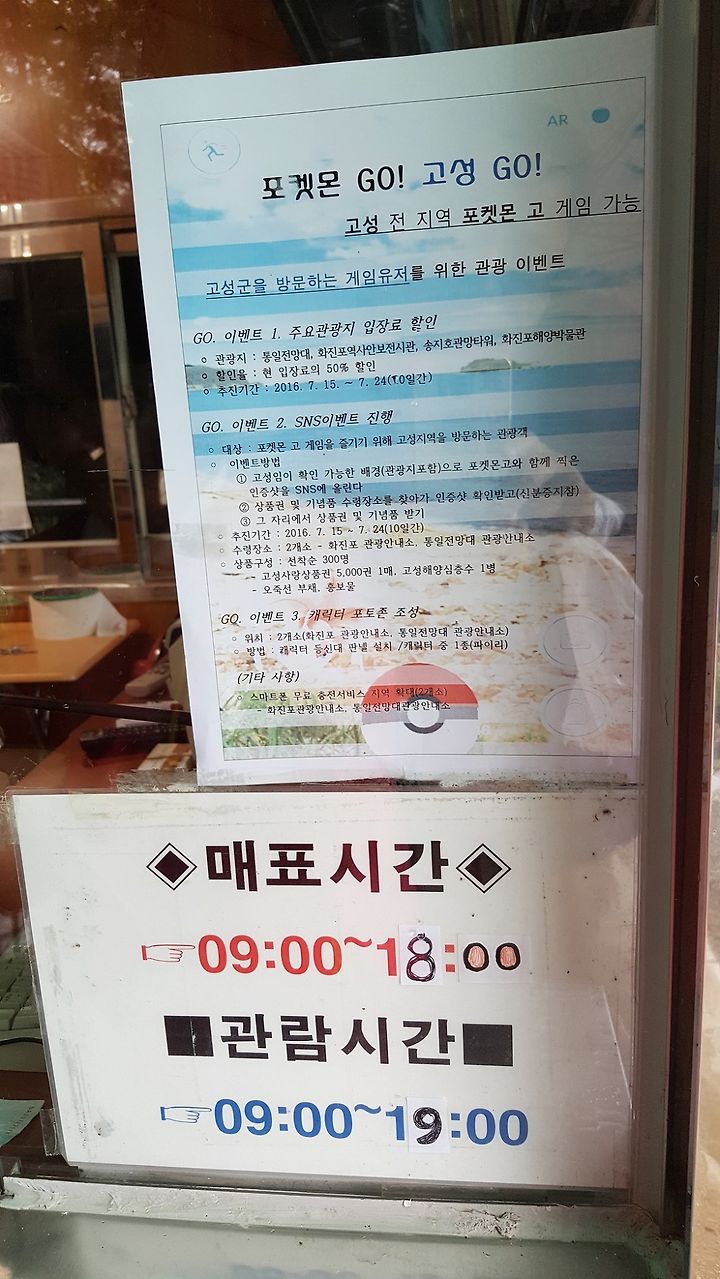 AR
포켓몬 GO! 고성 GO!
고성 전 지역 포켓몬 고 게임 가능
고성군을 방문하는 게임유저를 위한 관광 이벤트
GO. 이벤트 1. 주요관광지 입장료 할인
○ 관광지 : 통일전망대, 화진포역사안보전시관, 송지호관망타워, 화진포해양박물관
○ 할인율 : 현 입장료의 50% 할인
○ 추진기간 : 2016. 7. 15. ~ 7. 24(10일간)
GO. 이벤트 2. SNS이벤트 진행
○ 대상 : 포켓몬 고 게임을 즐기기 위해 고성지역을 방문하는 관광객
○ 이벤트방법
① 고성임이 확인 가능한 배경(관광지포함)으로 포켓몬고와 함께 찍은
인증샷을 SNS에 올린다
② 상품권 및 기념품 수령장소를 찾아가 인증샷 확인받고(신분증지참)
③ 그 자리에서 상품권 및 기념품 받기
○ 추진기간 : 2016. 7. 15 ~ 7. 24(10일간)
○ 수령장소 : 2개소 - 화진포 관광안내소, 통일전망대 관광안내소
○ 상품구성 : 선착순 300명
- 고성사랑상품권 5,000권 1매, 고성해양심층수 1병
- 오죽선 부채, 홍보물
GO. 이벤트 3. 캐릭터 포토존 조성
○ 위치 : 2개소(화진포 관광안내소, 통일전망대 관광안내소)
○ 방법 : 캐릭터 등신대 판넬 설치 /캐릭터 중 1종(파이리)
(기타 사항)
○ 스마트폰 무료 충전서비스 지역 확대(2개소)
- 화진포관광안내소, 통일전망대관광안내소
◈매표시간◈
☞09:00~18:00
■관람시간■
☞09:00~19:00